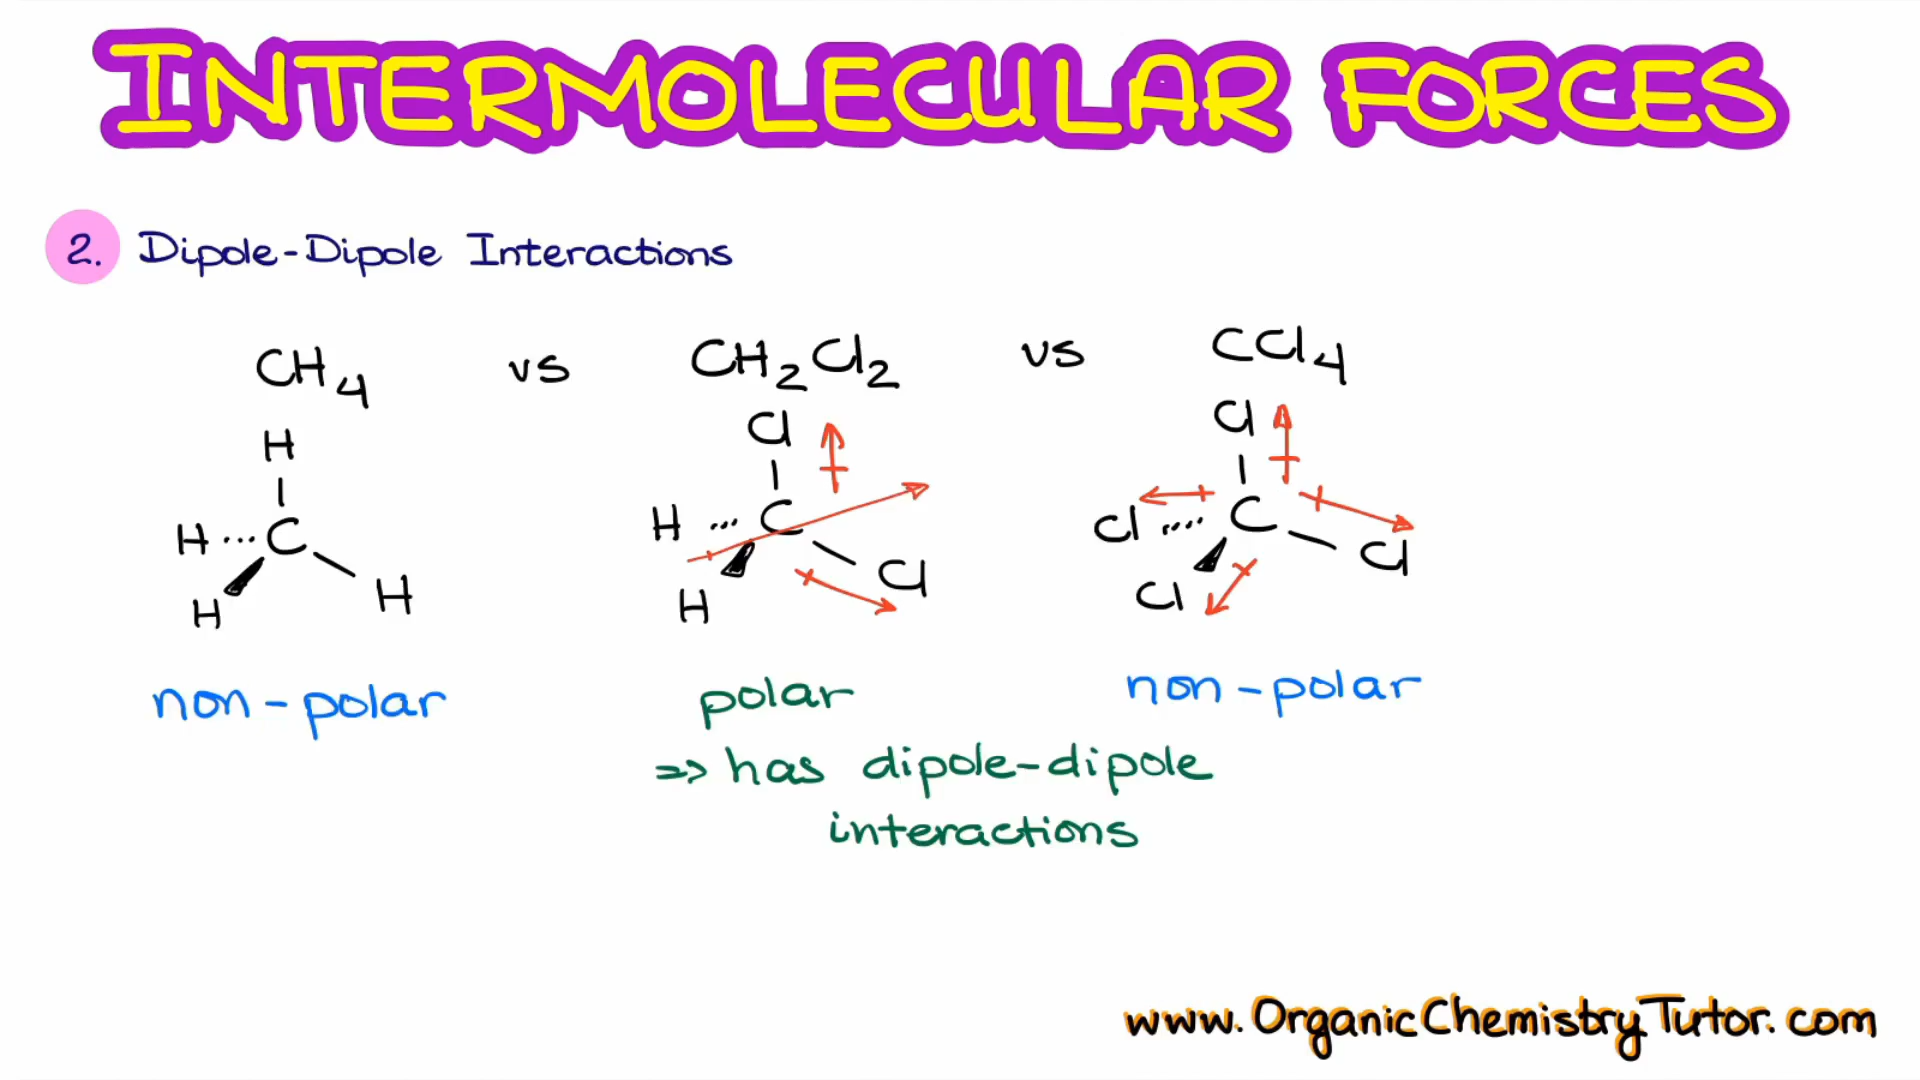 INTERMOLECULAR FORCES
2. Dipole-Dipole Interactions
CH4 vs CH2Cl2 vs CCl4
H Cl Cl
H C H C Cl C
H H H Cl Cl Cl
non-polar polar non-polar
=> has dipole-dipole
interactions
www.OrganicChemistryTutor.com